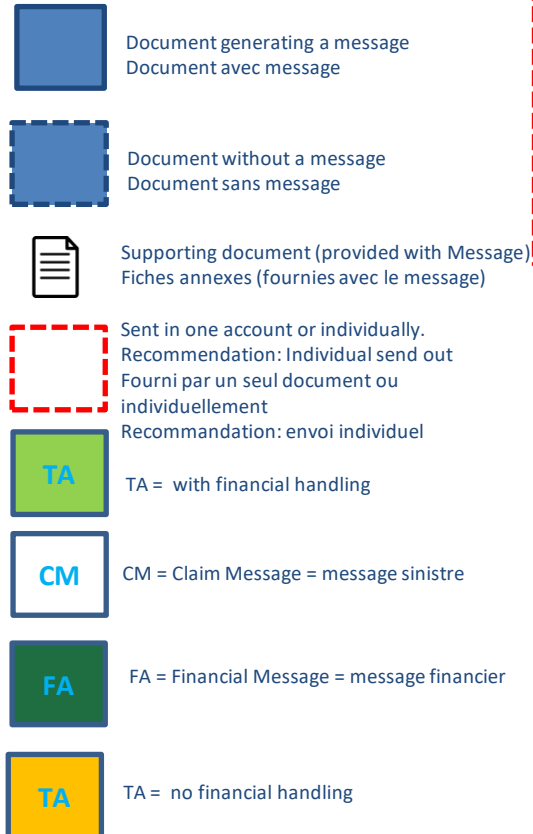 Document generating a message
Document avec message
Document without a message
Document sans message
Supporting document (provided with Message)
Fiches annexes (fournies avec le message)
Sent in one account or individually.
Recommendation: Individual send out
Fourni par un seul document ou
individuellement
Recommandation: envoi individuel
TA
TA = with financial handling
CM
CM = Claim Message = message sinistre
FA
FA = Financial Message = message financier
TA
TA = no financial handling